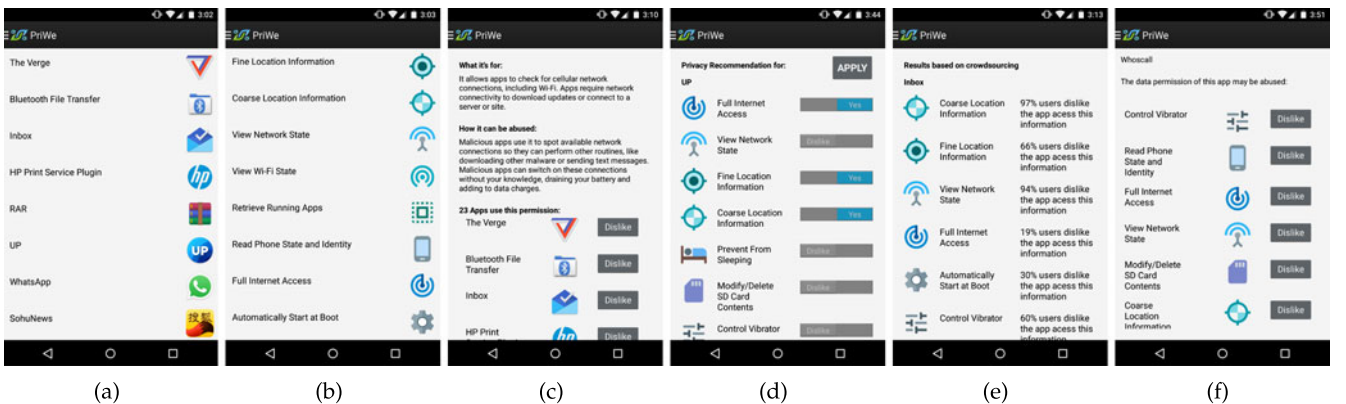 3:02
PriWe
The Verge
Bluetooth File Transfer
Inbox
HP Print Service Plugin
hp
RAR
UP
UP
WhatsApp
SohuNews
搜狐
(a)
3:03
PriWe
Fine Location Information
Coarse Location Information
View Network State
View Wi-Fi State
Retrieve Running Apps
Read Phone State and Identity
Full Internet Access
Automatically Start at Boot
(b)
3:10
PriWe
What it's for:
It allows apps to check for cellular network
connections, including Wi-Fi. Apps require network
connectivity to download updates or connect to a
server or site.
How it can be abused:
Malicious apps use it to spot available network
connections so they can perform other routines, like
downloading other malware or sending text messages.
Malicious apps can switch on these connections
without your knowledge, draining your battery and
adding to data charges.
23 Apps use this permission:
The Verge
Dislike
Bluetooth File
Transfer
Dislike
Inbox
Dislike
HP Print
hp
Dislike
(c)
3:44
PriWe
Privacy Recommendation for:
APPLY
UP
Full Internet
Access
Yes
View Network
State
Dislike
Fine Location
Information
Yes
Coarse Location
Information
Yes
Prevent From
Sleeping
Dislike
Modify/Delete
SD Card
Contents
Dislike
Control Vibrator
Dislike
(d)
3:13
PriWe
Results based on crowdsourcing
Inbox
Coarse Location
Information
97% users dislike
the app acess this
information
Fine Location
Information
66% users dislike
the app acess this
information
View Network
State
94% users dislike
the app acess this
information
Full Internet
Access
19% users dislike
the app acess this
information
Automatically
Start at Boot
30% users dislike
the app acess this
information
Control Vibrator
60% users dislike
the app acess this
information
(e)
3:51
PriWe
Whoscall
The data permission of this app may be abused:
Control Vibrator
Dislike
Read Phone
State and
Identity
Dislike
Full Internet
Access
Dislike
View Network
State
Dislike
Modify/Delete
SD Card
Contents
Dislike
Coarse
Location
Information
Dislike
(f)